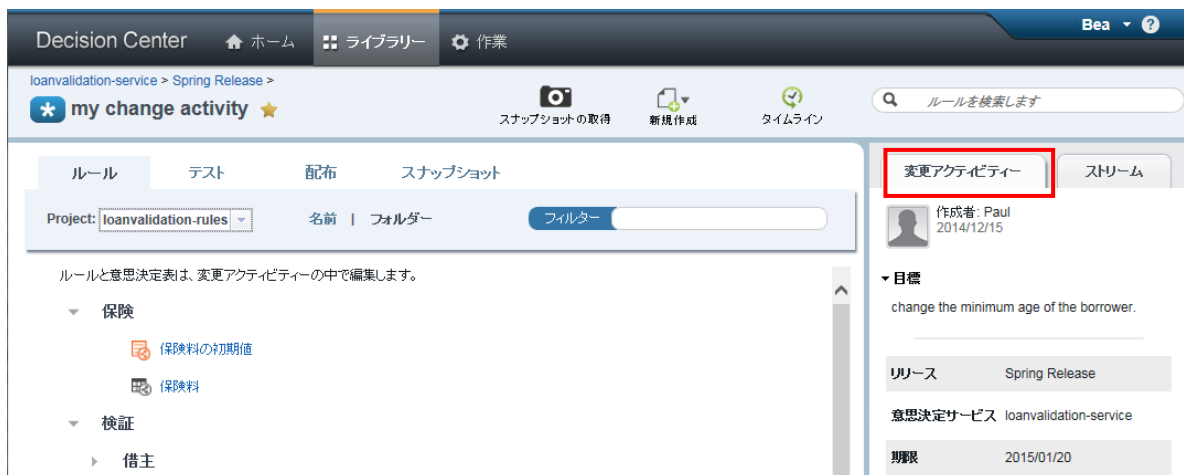 Decision Center ホーム ライブラリー 作業 Bea
loanvalidation-service > Spring Release >
my change activity
スナップショットの取得 新規作成 タイムライン
ルールを検索します
ルール テスト 配布 スナップショット
Project: loanvalidation-rules 名前 | フォルダー フィルター
ルールと意思決定表は、変更アクティビティーの中で編集します。
保険
保険料の初期値
保険料
検証
借主
変更アクティビティー ストリーム
作成者: Paul
2014/12/15
目標
change the minimum age of the borrower.
リリース Spring Release
意思決定サービス loanvalidation-service
期限 2015/01/20